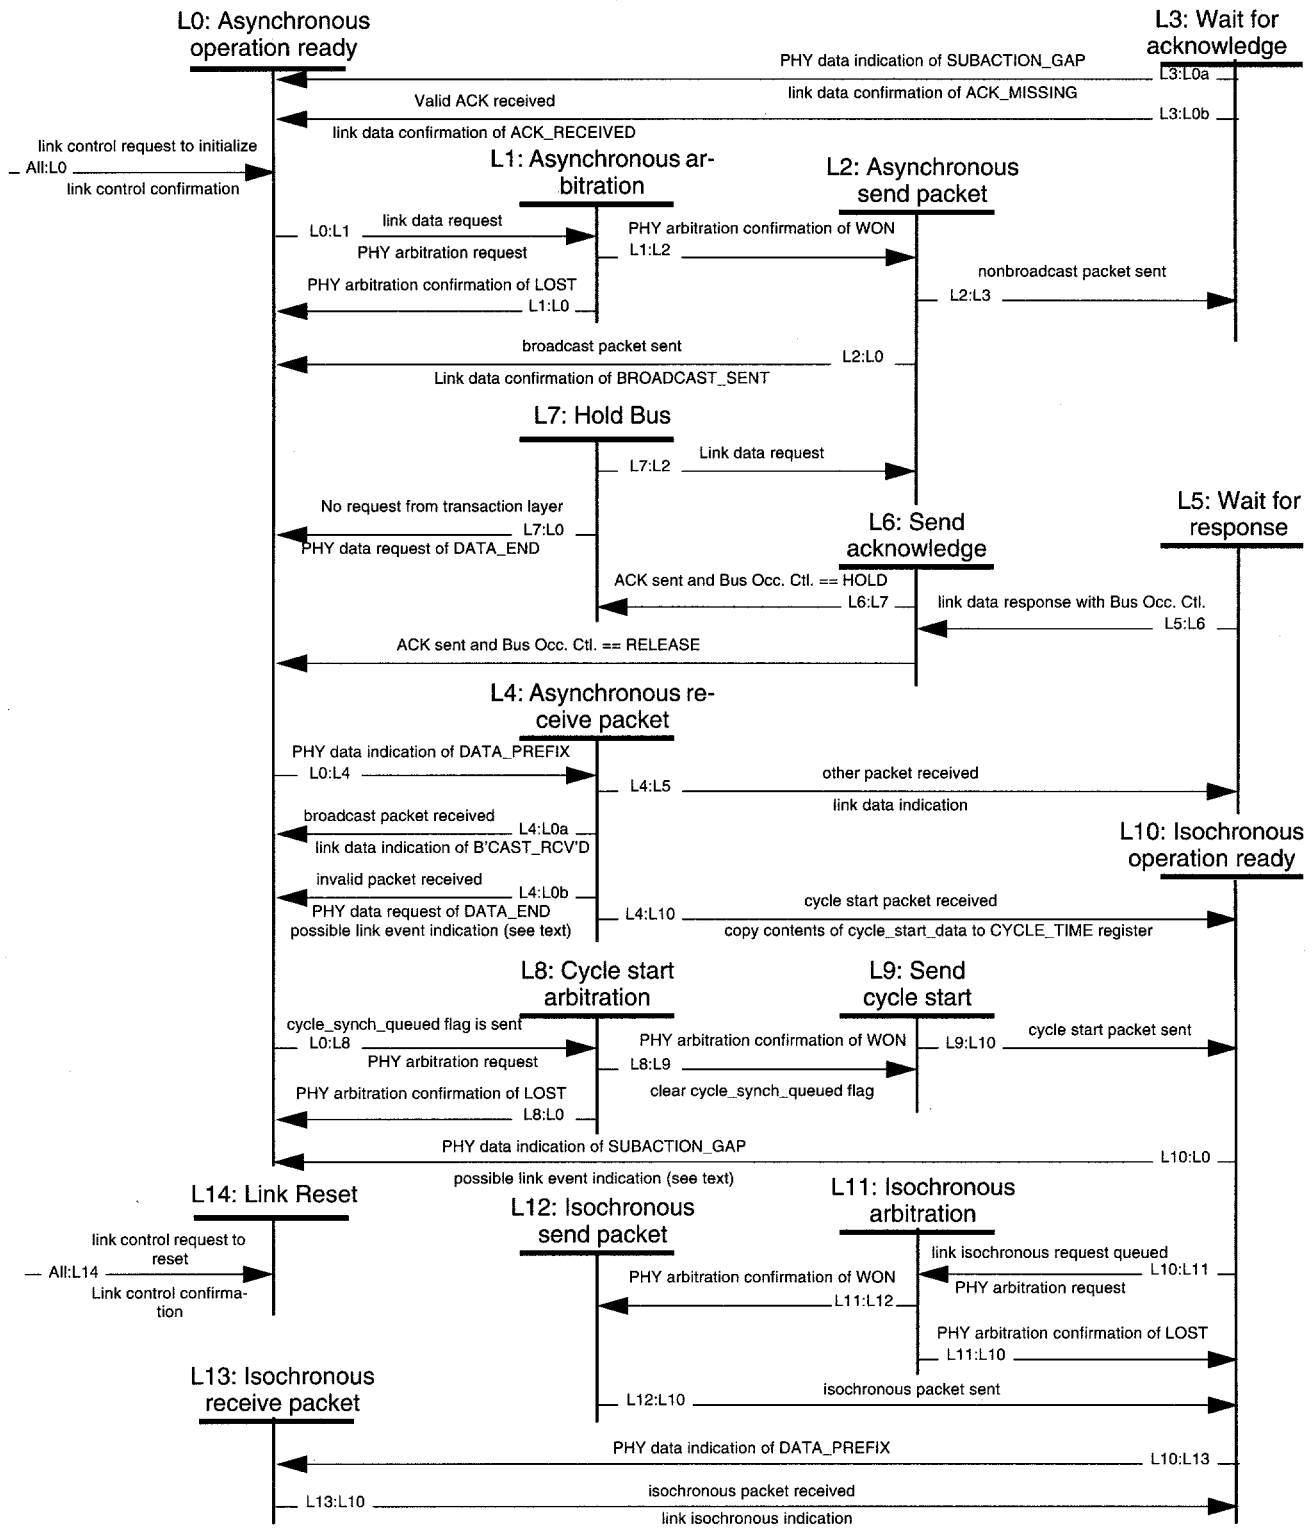 L0: Asynchronous
operation ready
L3: Wait for
acknowledge
PHY data indication of SUBACTION_GAP
L3:L0a
link data confirmation of ACK_MISSING
Valid ACK received
L3:L0b
link data confirmation of ACK_RECEIVED
link control request to initialize
All:L0
link control confirmation
L1: Asynchronous ar-
bitration
L2: Asynchronous
send packet
link data request
L0:L1
PHY arbitration request
PHY arbitration confirmation of WON
L1:L2
nonbroadcast packet sent
L2:L3
PHY arbitration confirmation of LOST
L1:L0
broadcast packet sent
L2:L0
Link data confirmation of BROADCAST_SENT
L7: Hold Bus
Link data request
L7:L2
No request from transaction layer
L7:L0
PHY data request of DATA_END
L6: Send
acknowledge
L5: Wait for
response
ACK sent and Bus Occ. Ctl. == HOLD
L6:L7
link data response with Bus Occ. Ctl.
L5:L6
ACK sent and Bus Occ. Ctl. == RELEASE
L4: Asynchronous re-
ceive packet
PHY data indication of DATA_PREFIX
L0:L4
other packet received
L4:L5
link data indication
broadcast packet received
L4:L0a
link data indication of B'CAST_RCV'D
L10: Isochronous
operation ready
invalid packet received
L4:L0b
PHY data request of DATA_END
possible link event indication (see text)
cycle start packet received
L4:L10
copy contents of cycle_start_data to CYCLE_TIME register
L8: Cycle start
arbitration
L9: Send
cycle start
cycle_synch_queued flag is sent
L0:L8
PHY arbitration request
PHY arbitration confirmation of WON
L8:L9
clear cycle_synch_queued flag
cycle start packet sent
L9:L10
PHY arbitration confirmation of LOST
L8:L0
PHY data indication of SUBACTION_GAP
L10:L0
possible link event indication (see text)
L14: Link Reset
L12: Isochronous
send packet
L11: Isochronous
arbitration
link control request to
reset
All:L14
Link control confirma-
tion
link isochronous request queued
L10:L11
PHY arbitration request
PHY arbitration confirmation of WON
L11:L12
PHY arbitration confirmation of LOST
L11:L10
L13: Isochronous
receive packet
isochronous packet sent
L12:L10
PHY data indication of DATA_PREFIX
L10:L13
isochronous packet received
L13:L10
link isochronous indication